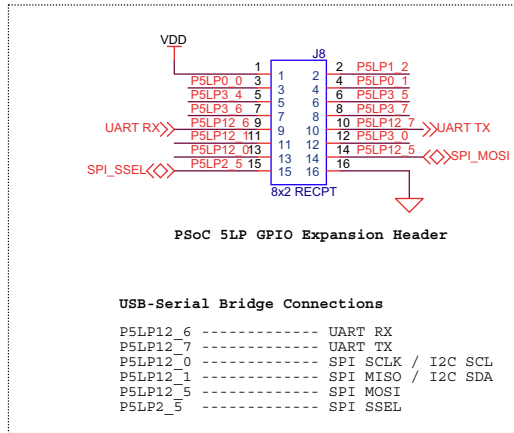 VDD
J8
1 1 2 2 P5LP1_2
P5LP0_0 3 3 4 4 P5LP0_1
P5LP3_4 5 5 6 6 P5LP3_5
P5LP3_6 7 7 8 8 P5LP3_7
UART RX P5LP12_6 9 9 10 10 P5LP12_7 UART TX
P5LP12_1 11 11 12 12 P5LP3_0
P5LP12_0 13 13 14 14 P5LP12_5 SPI_MOSI
SPI_SSEL P5LP2_5 15 15 16 16
8x2 RECPT
PSoC 5LP GPIO Expansion Header
USB-Serial Bridge Connections
P5LP12_6 ------------- UART RX
P5LP12_7 ------------- UART TX
P5LP12_0 ------------- SPI SCLK / I2C SCL
P5LP12_1 ------------- SPI MISO / I2C SDA
P5LP12_5 ------------- SPI MOSI
P5LP2_5 ------------- SPI SSEL